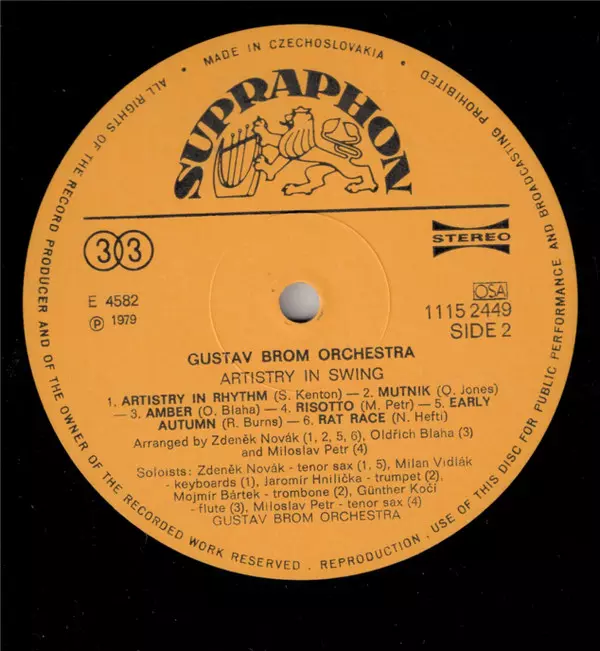 ALL RIGHTS OF THE RECORD PRODUCER AND OF THE OWNER OF THE RECORDED WORK RESERVED . REPRODUCTION . USE OF THIS DISC FOR PUBLIC PERFORMANCE AND BROADCASTING PROHIBITED
• MADE IN CZECHOSLOVAKIA •
SUPRAPHON
33
STEREO
E 4582
OSA
℗ 1979
1115 2449
SIDE 2
GUSTAV BROM ORCHESTRA
ARTISTRY IN SWING
1. ARTISTRY IN RHYTHM (S. Kenton) — 2. MUTNIK (Q. Jones)
— 3. AMBER (O. Blaha) — 4. RISOTTO (M. Petr) — 5. EARLY
AUTUMN (R. Burns) — 6. RAT RACE (N. Hefti)
Arranged by Zdeněk Novák (1, 2, 5, 6), Oldřich Blaha (3)
and Miloslav Petr (4)
Soloists: Zdeněk Novák - tenor sax (1, 5), Milan Vidlák
- keyboards (1), Jaromír Hnilička - trumpet (2),
Mojmír Bártek - trombone (2), Günther Kočí
- flute (3), Miloslav Petr - tenor sax (4)
GUSTAV BROM ORCHESTRA